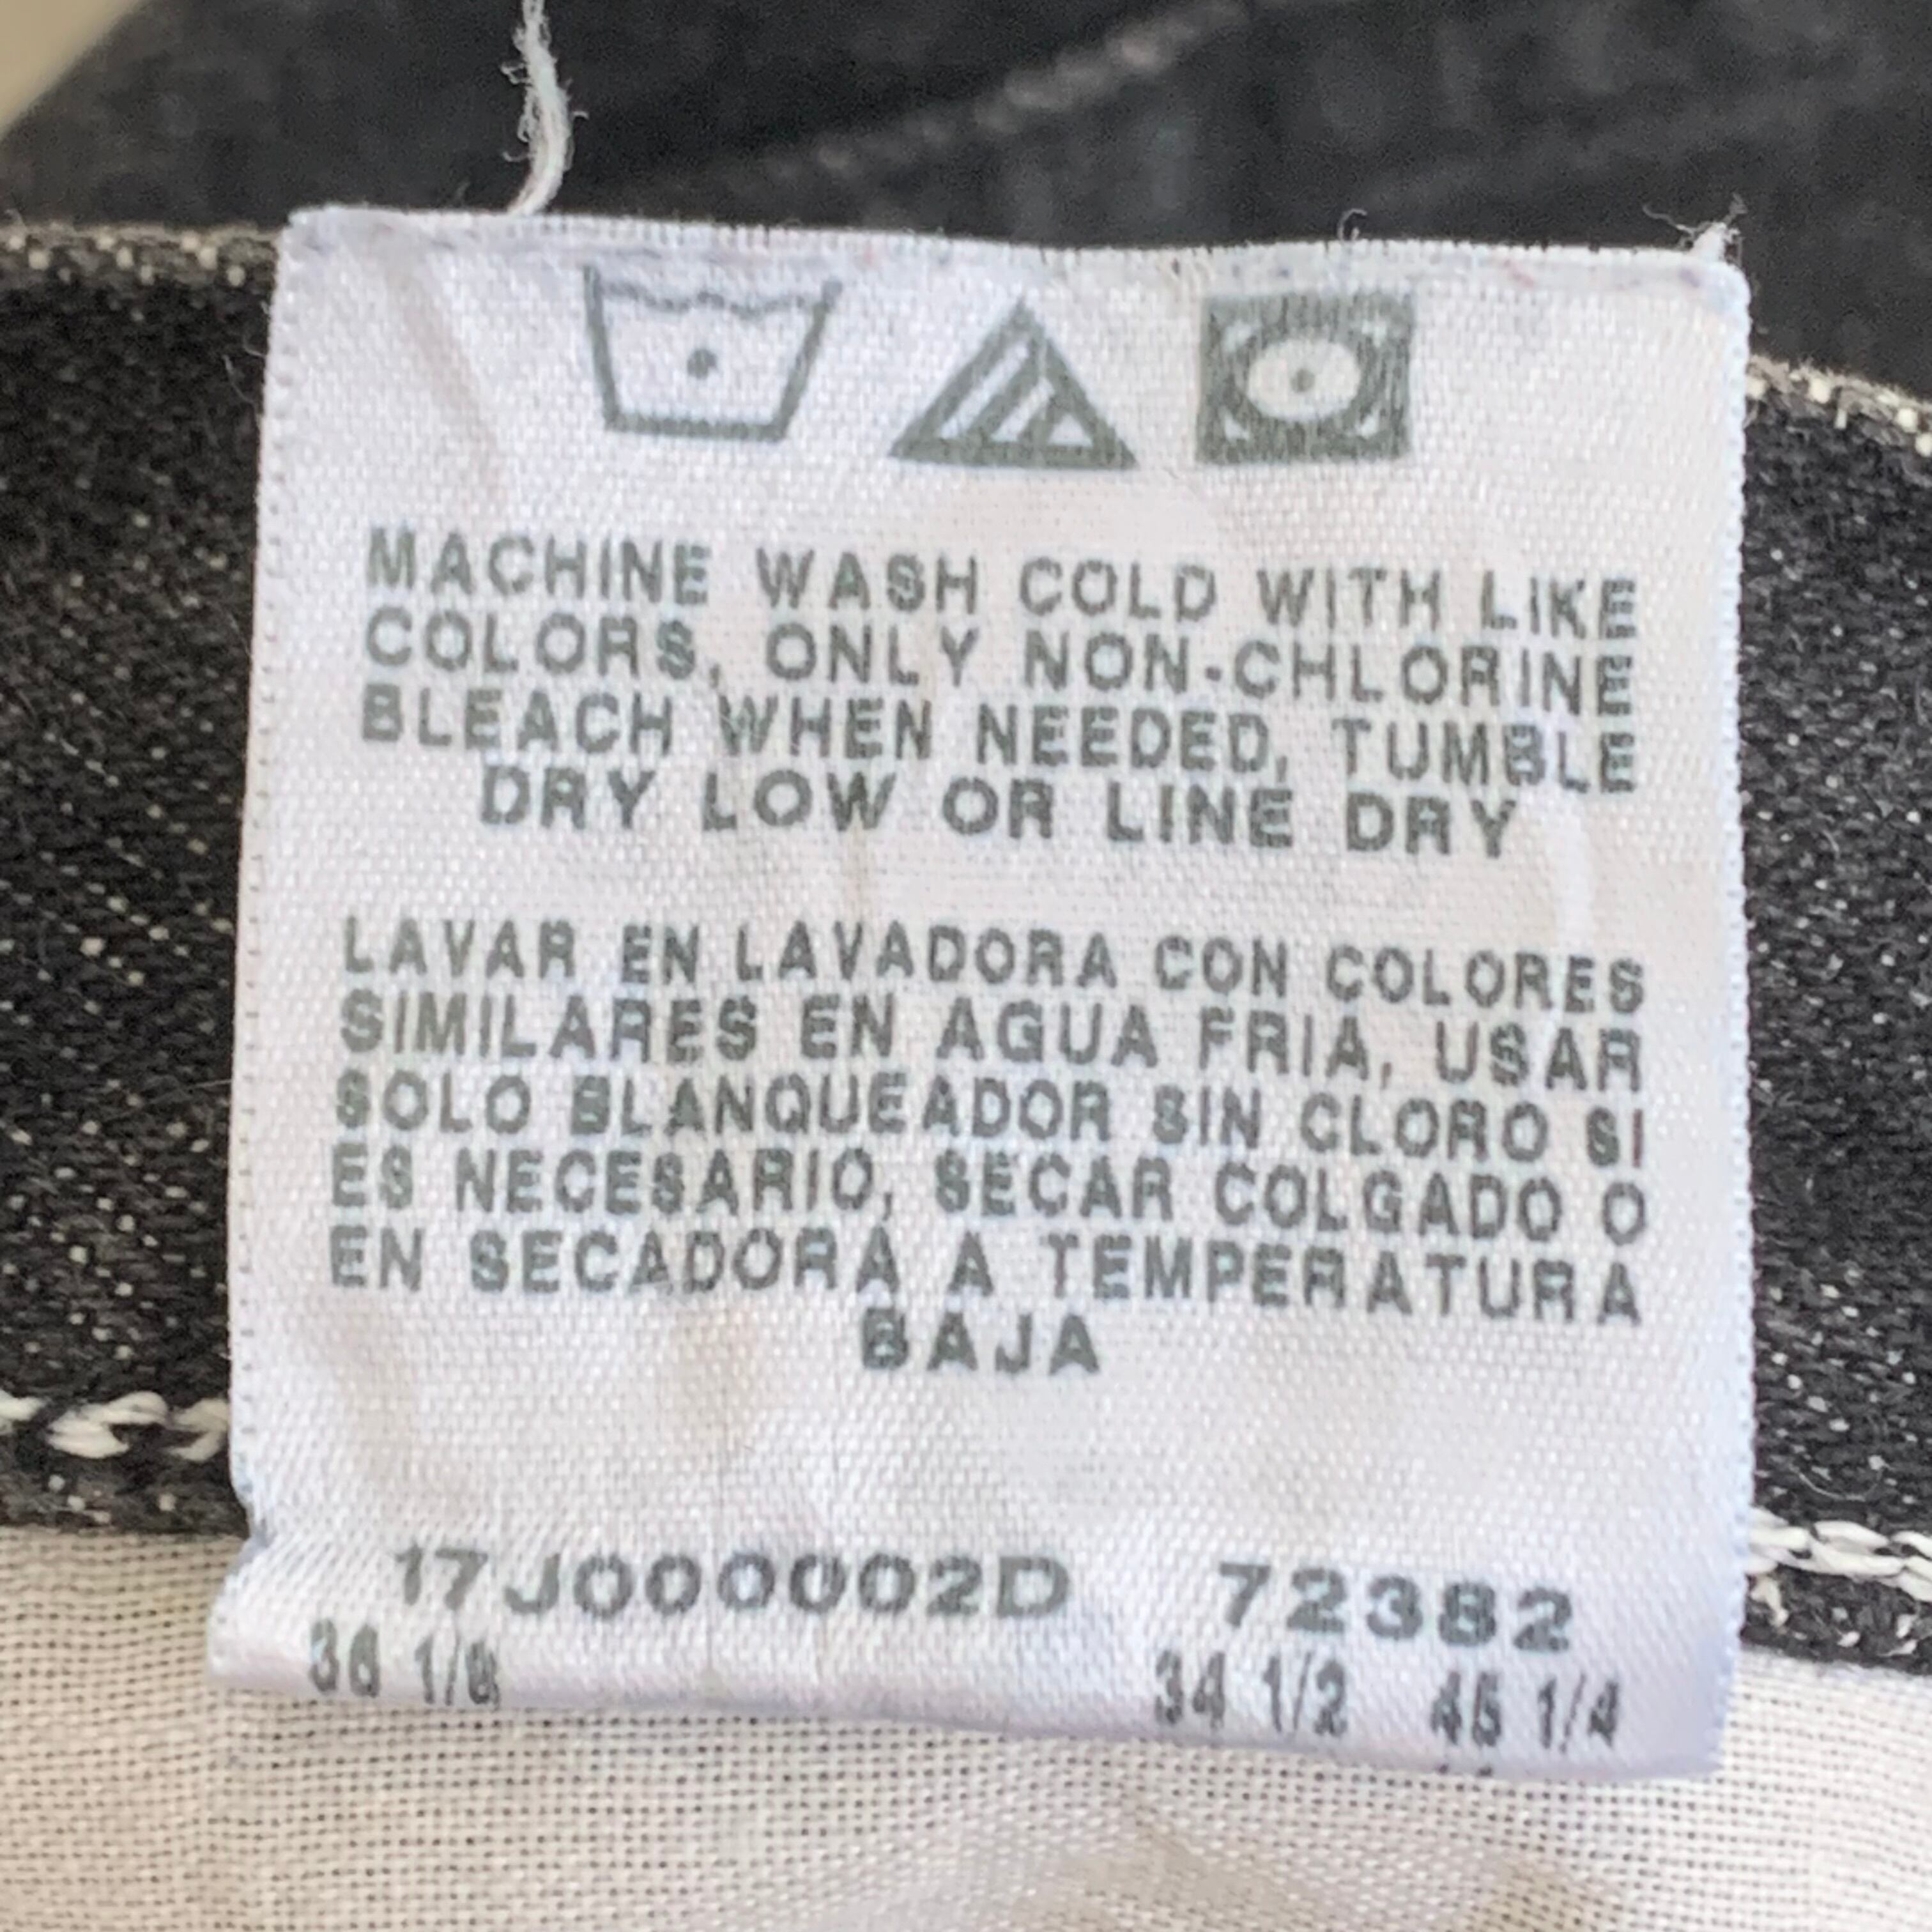 MACHINE WASH COLD WITH LIKE
COLORS, ONLY NON-CHLORINE
BLEACH WHEN NEEDED, TUMBLE
DRY LOW OR LINE DRY
LAVAR EN LAVADORA CON COLORES
SIMILARES EN AGUA FRIA, USAR
SOLO BLANQUEADOR SIN CLORO SI
ES NECESARIO, SECAR COLGADO O
EN SECADORA A TEMPERATURA
BAJA
17J000002D 72382
36 1/8 34 1/2 45 1/4